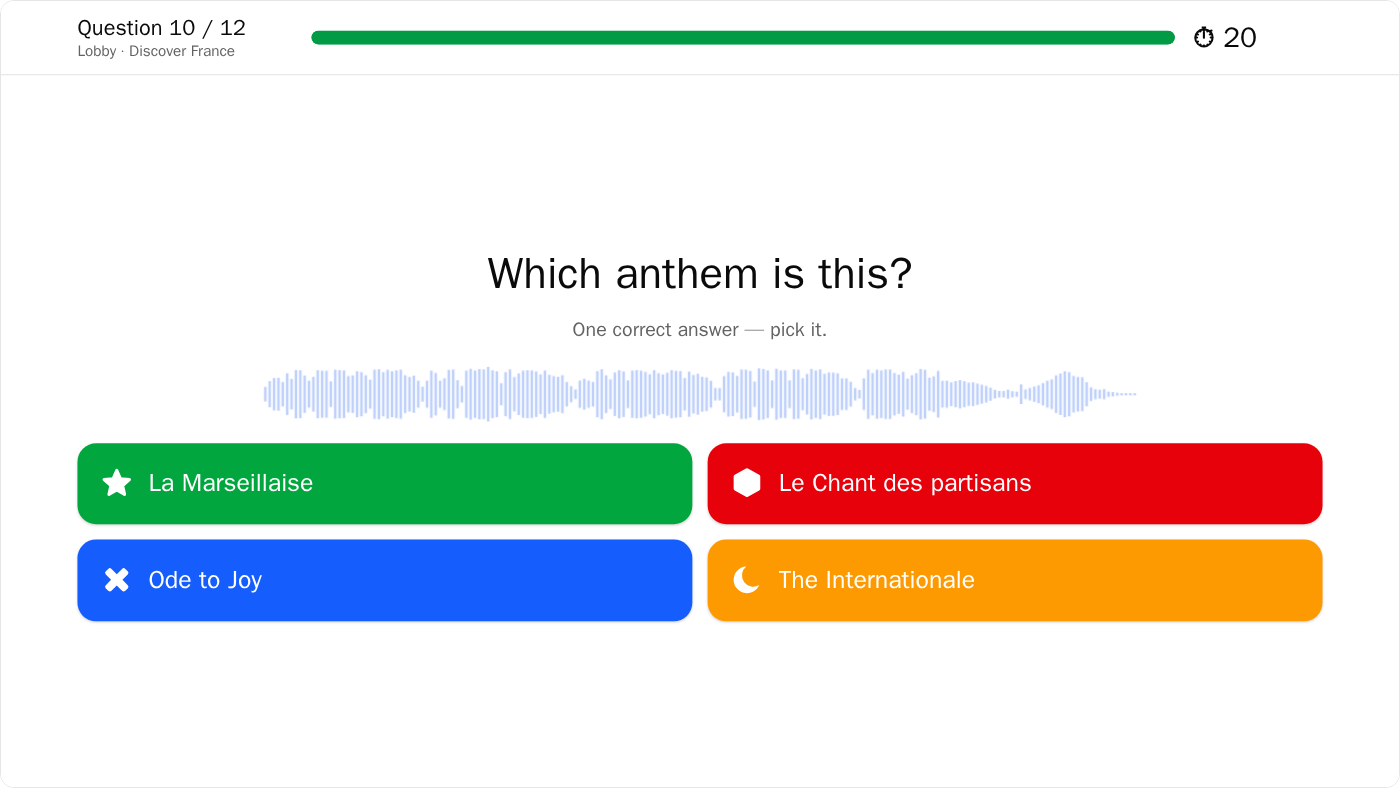 Question 10 / 12
Lobby · Discover France
20
Which anthem is this?
One correct answer — pick it.
La Marseillaise
Le Chant des partisans
Ode to Joy
The Internationale